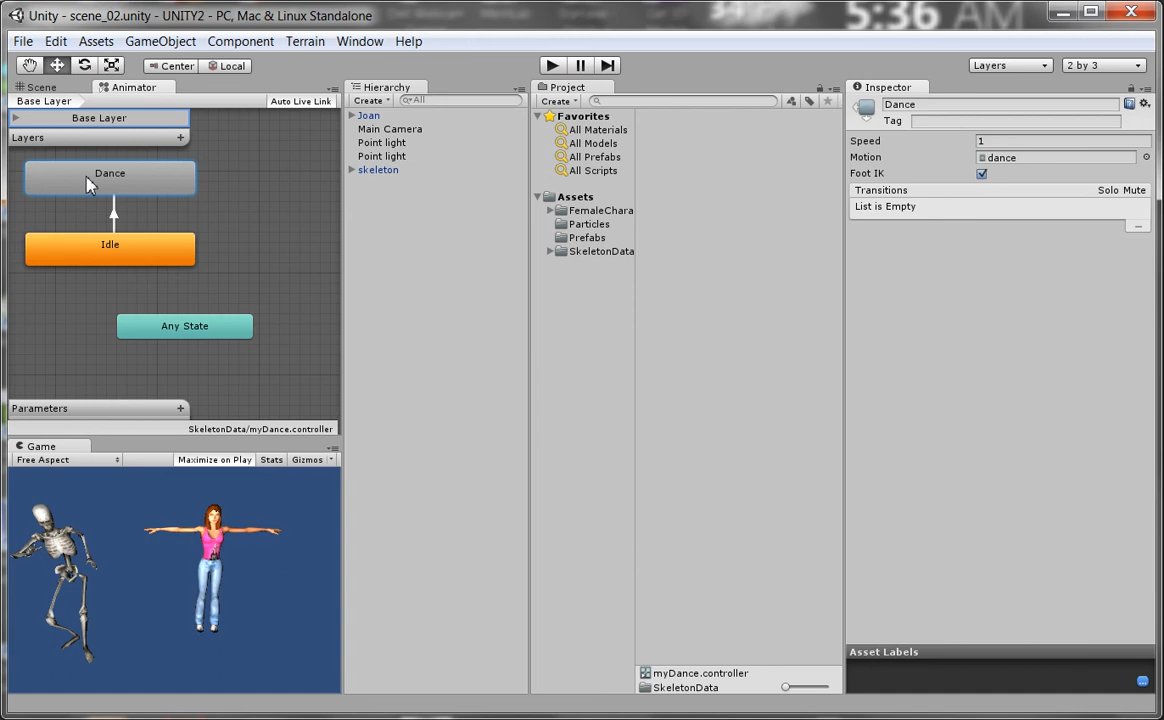 Unity - scene_02.unity - UNITY2 - PC, Mac & Linux Standalone
5:36 AM
File Edit Assets GameObject Component Terrain Window Help
Center Local Layers 2 by 3
Scene Animator
Base Layer Auto Live Link
Base Layer
Layers +
Dance
Idle
Any State
Parameters +
SkeletonData/myDance.controller
Game
Free Aspect Maximize on Play Stats Gizmos
Hierarchy
Create All
Joan
Main Camera
Point light
Point light
skeleton
Project
Create
Favorites
All Materials
All Models
All Prefabs
All Scripts
Assets
FemaleChara
Particles
Prefabs
SkeletonData
myDance.controller
SkeletonData
Inspector
Dance
Tag
Speed 1
Motion dance
Foot IK
Transitions Solo Mute
List is Empty
Asset Labels